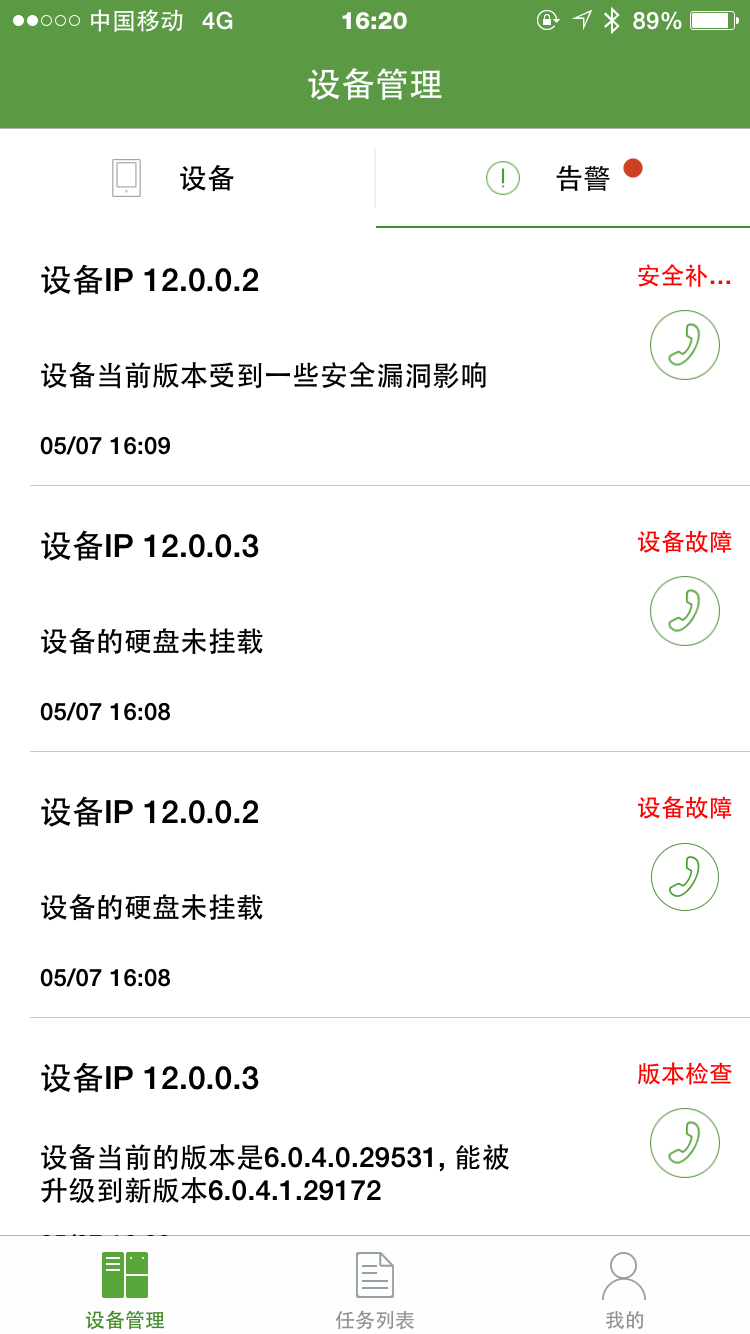 中国移动 4G 16:20 89%
设备管理
设备 告警
设备IP 12.0.0.2 安全补...
设备当前版本受到一些安全漏洞影响
05/07 16:09
设备IP 12.0.0.3 设备故障
设备的硬盘未挂载
05/07 16:08
设备IP 12.0.0.2 设备故障
设备的硬盘未挂载
05/07 16:08
设备IP 12.0.0.3 版本检查
设备当前的版本是6.0.4.0.29531, 能被
升级到新版本6.0.4.1.29172
设备管理 任务列表 我的